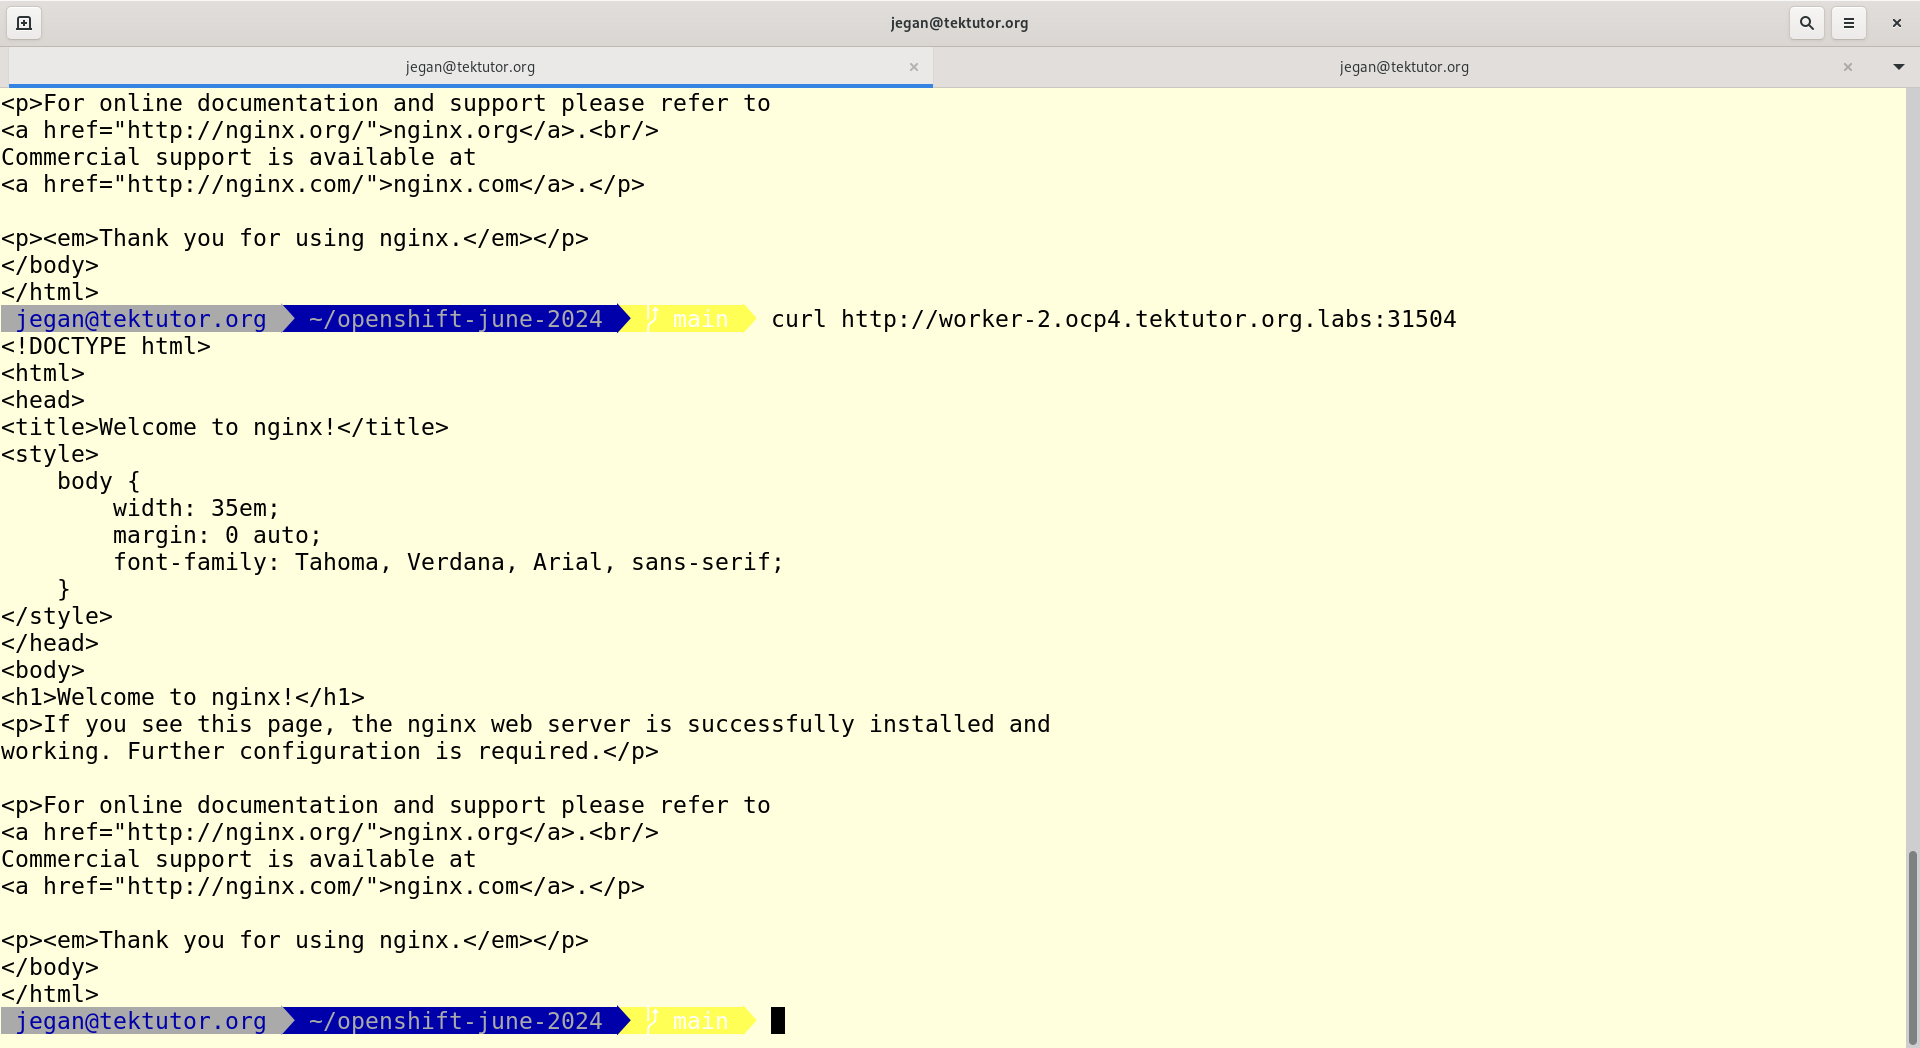 jegan@tektutor.org
jegan@tektutor.org
jegan@tektutor.org
<p>For online documentation and support please refer to
<a href="http://nginx.org/">nginx.org</a>.<br/>
Commercial support is available at
<a href="http://nginx.com/">nginx.com</a>.</p>
<p><em>Thank you for using nginx.</em></p>
</body>
</html>
jegan@tektutor.org ~/openshift-june-2024 main curl http://worker-2.ocp4.tektutor.org.labs:31504
<!DOCTYPE html>
<html>
<head>
<title>Welcome to nginx!</title>
<style>
    body {
        width: 35em;
        margin: 0 auto;
        font-family: Tahoma, Verdana, Arial, sans-serif;
    }
</style>
</head>
<body>
<h1>Welcome to nginx!</h1>
<p>If you see this page, the nginx web server is successfully installed and
working. Further configuration is required.</p>
<p>For online documentation and support please refer to
<a href="http://nginx.org/">nginx.org</a>.<br/>
Commercial support is available at
<a href="http://nginx.com/">nginx.com</a>.</p>
<p><em>Thank you for using nginx.</em></p>
</body>
</html>
jegan@tektutor.org ~/openshift-june-2024 main